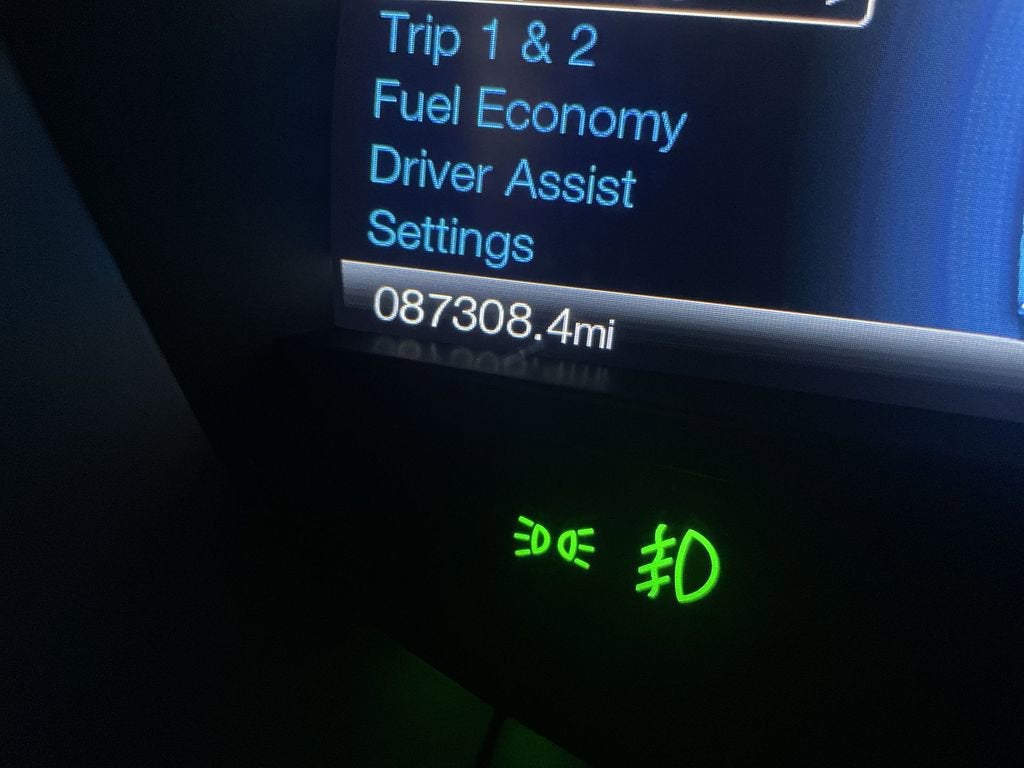 Trip 1 & 2
Fuel Economy
Driver Assist
Settings
087308.4mi